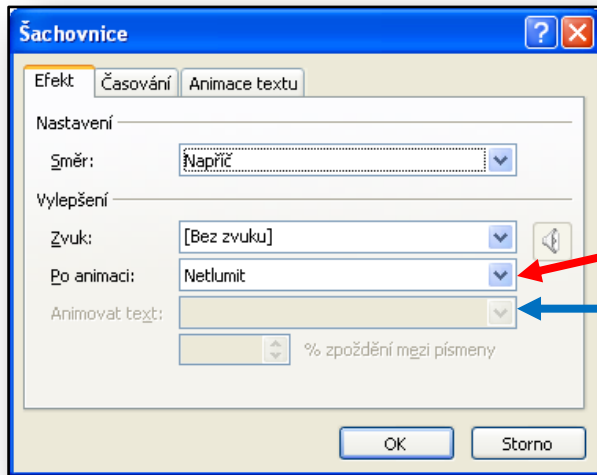 Šachovnice
Efekt Časování Animace textu
Nastavení
Směr: Napříč
Vylepšení
Zvuk: [Bez zvuku]
Po animaci: Netlumit
Animovat text:
% zpoždění mezi písmeny
OK Storno